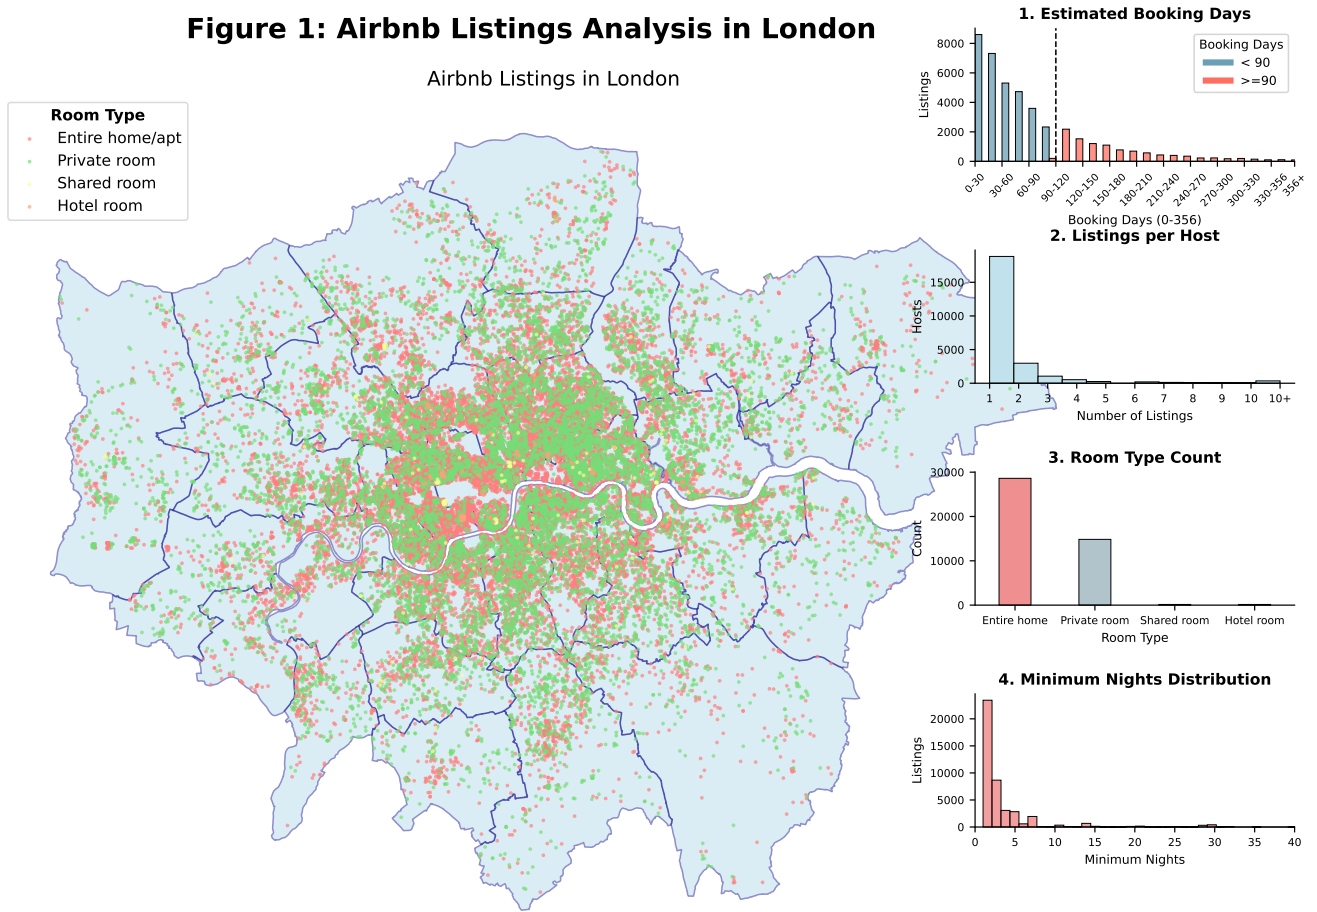 Figure 1: Airbnb Listings Analysis in London
Airbnb Listings in London
Room Type
Entire home/apt
Private room
Shared room
Hotel room
1. Estimated Booking Days
Listings
8000
6000
4000
2000
0
Booking Days
< 90
>=90
0-30
30-60
60-90
90-120
120-150
150-180
180-210
210-240
240-270
270-300
300-330
330-356
356+
Booking Days (0-356)
2. Listings per Host
Hosts
15000
10000
5000
0
1 2 3 4 5 6 7 8 9 10 10+
Number of Listings
3. Room Type Count
Count
30000
20000
10000
0
Entire home Private room Shared room Hotel room
Room Type
4. Minimum Nights Distribution
Listings
20000
15000
10000
5000
0
0 5 10 15 20 25 30 35 40
Minimum Nights